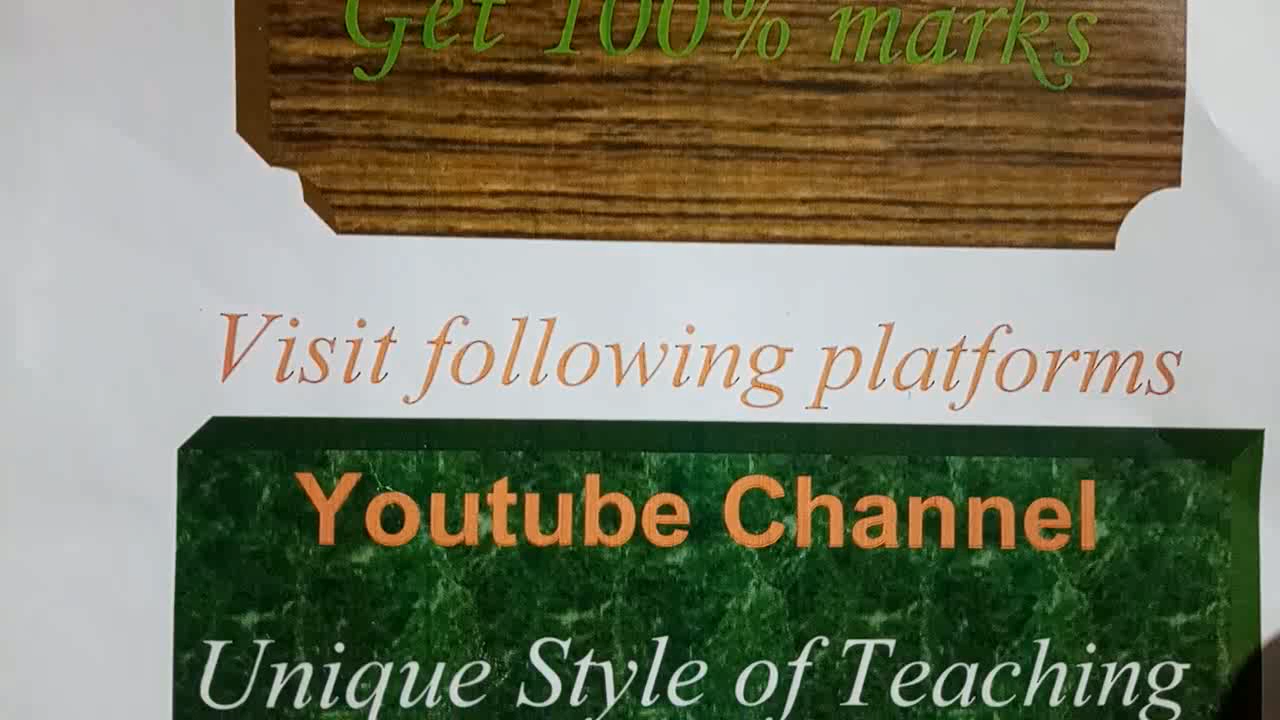 Get 100% marks
Visit following platforms
Youtube Channel
Unique Style of Teaching